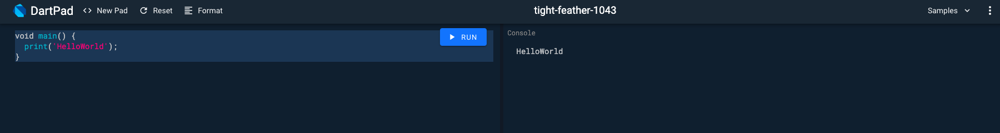 DartPad <> New Pad Reset Format tight-feather-1043 Samples
void main() {
  print('HelloWorld');
}
RUN
Console
HelloWorld